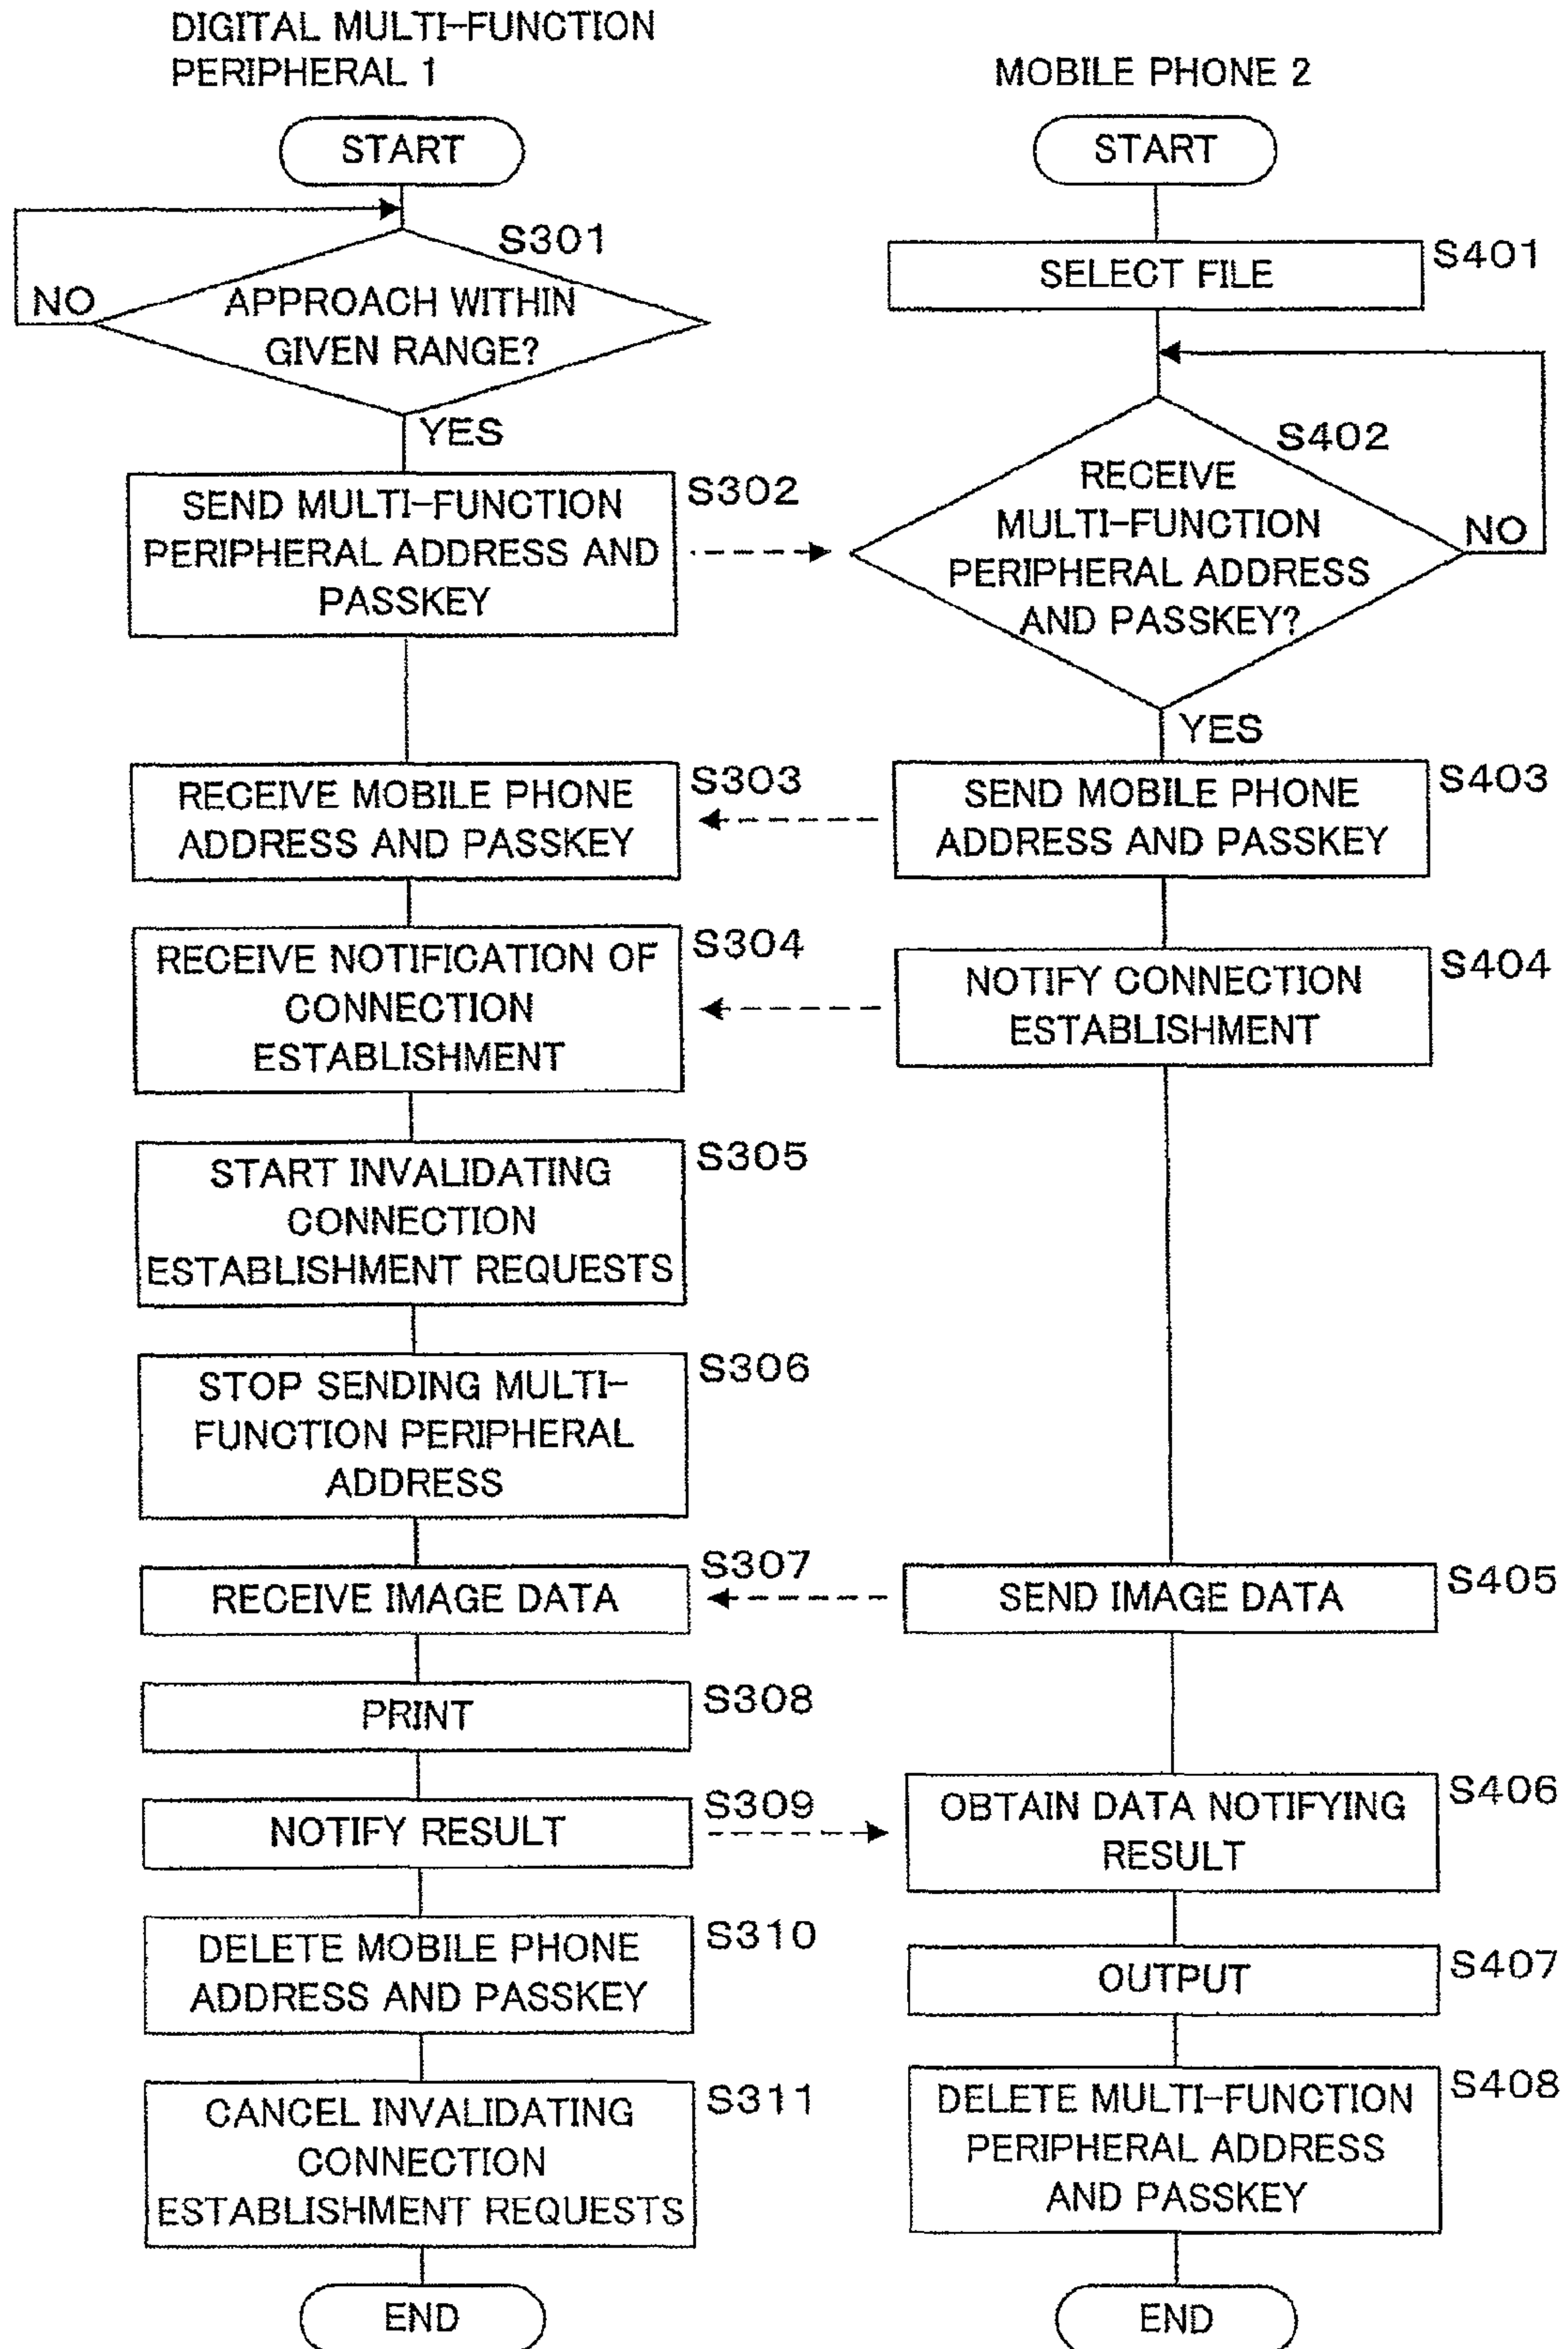 DIGITAL MULTI-FUNCTION
PERIPHERAL 1
START
S301
NO
APPROACH WITHIN
GIVEN RANGE?
YES
S302
SEND MULTI-FUNCTION
PERIPHERAL ADDRESS AND
PASSKEY
S303
RECEIVE MOBILE PHONE
ADDRESS AND PASSKEY
S304
RECEIVE NOTIFICATION OF
CONNECTION
ESTABLISHMENT
S305
START INVALIDATING
CONNECTION
ESTABLISHMENT REQUESTS
S306
STOP SENDING MULTI-
FUNCTION PERIPHERAL
ADDRESS
S307
RECEIVE IMAGE DATA
S308
PRINT
S309
NOTIFY RESULT
S310
DELETE MOBILE PHONE
ADDRESS AND PASSKEY
S311
CANCEL INVALIDATING
CONNECTION
ESTABLISHMENT REQUESTS
END
MOBILE PHONE 2
START
S401
SELECT FILE
S402
RECEIVE
MULTI-FUNCTION
PERIPHERAL ADDRESS
AND PASSKEY?
NO
YES
S403
SEND MOBILE PHONE
ADDRESS AND PASSKEY
S404
NOTIFY CONNECTION
ESTABLISHMENT
S405
SEND IMAGE DATA
S406
OBTAIN DATA NOTIFYING
RESULT
S407
OUTPUT
S408
DELETE MULTI-FUNCTION
PERIPHERAL ADDRESS
AND PASSKEY
END